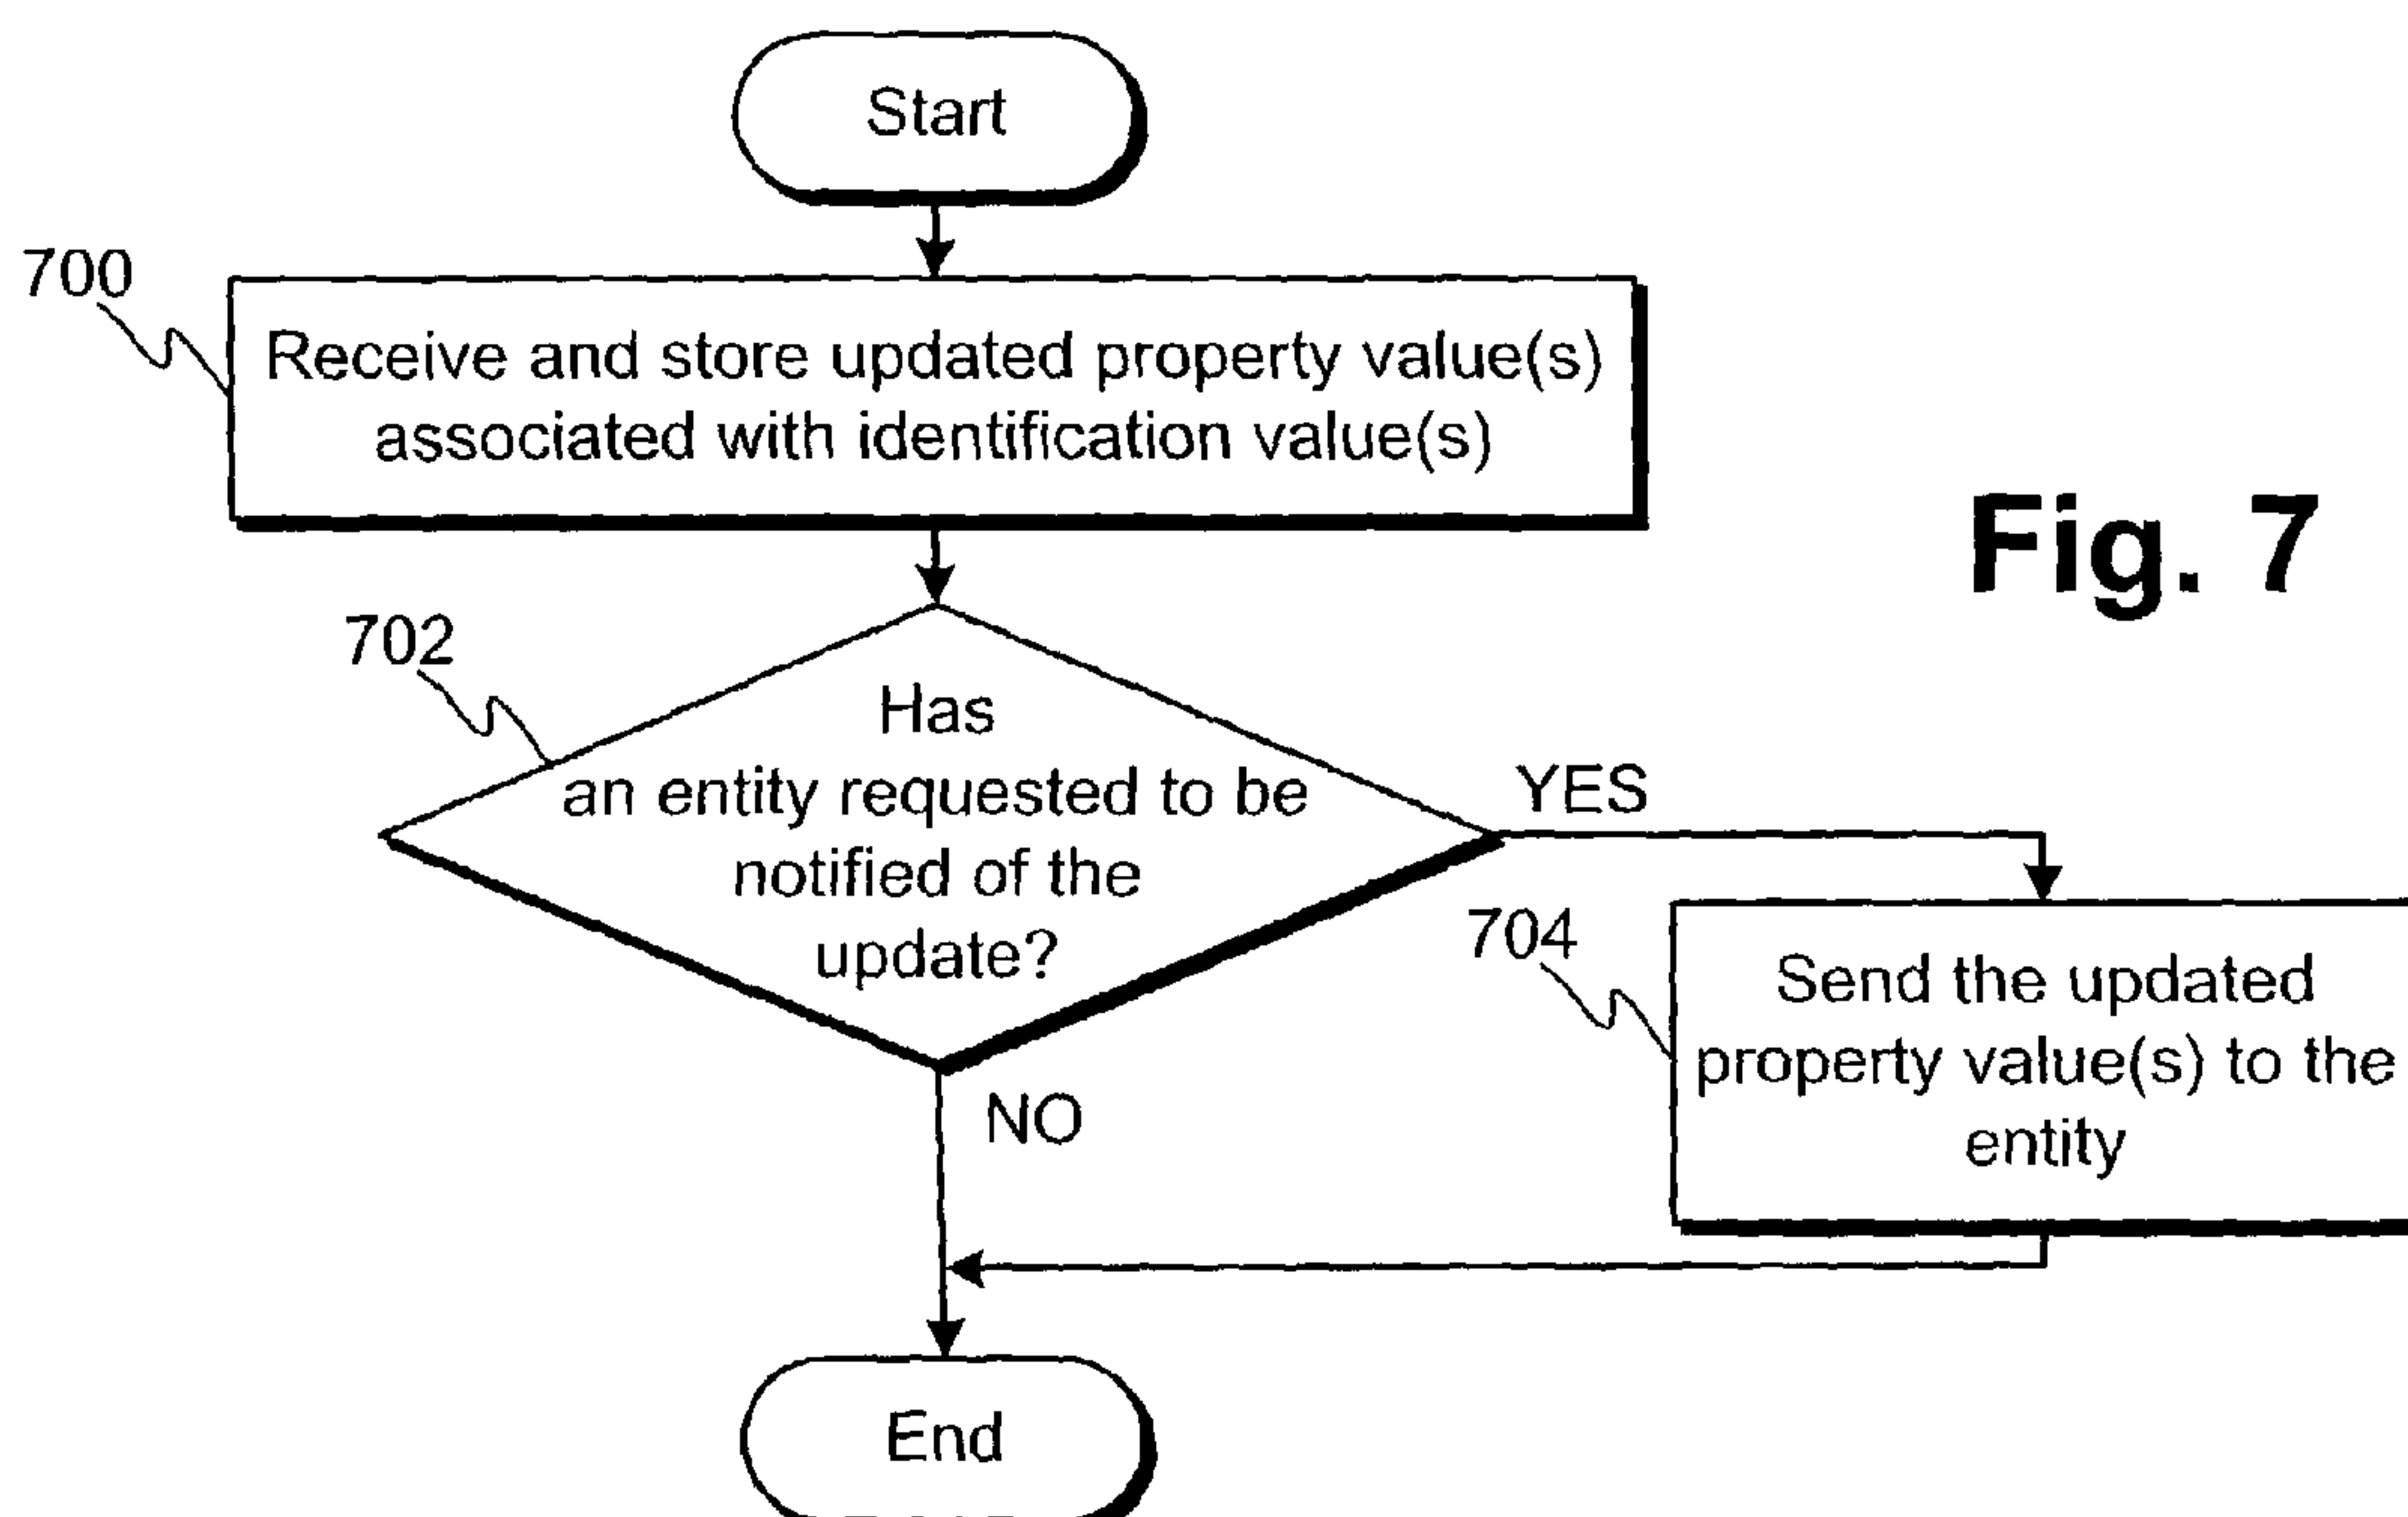 Start
700
Receive and store updated property value(s)
associated with identification value(s)
Fig. 7
702
Has
an entity requested to be
notified of the
update?
YES
704
Send the updated
property value(s) to the
entity
NO
End